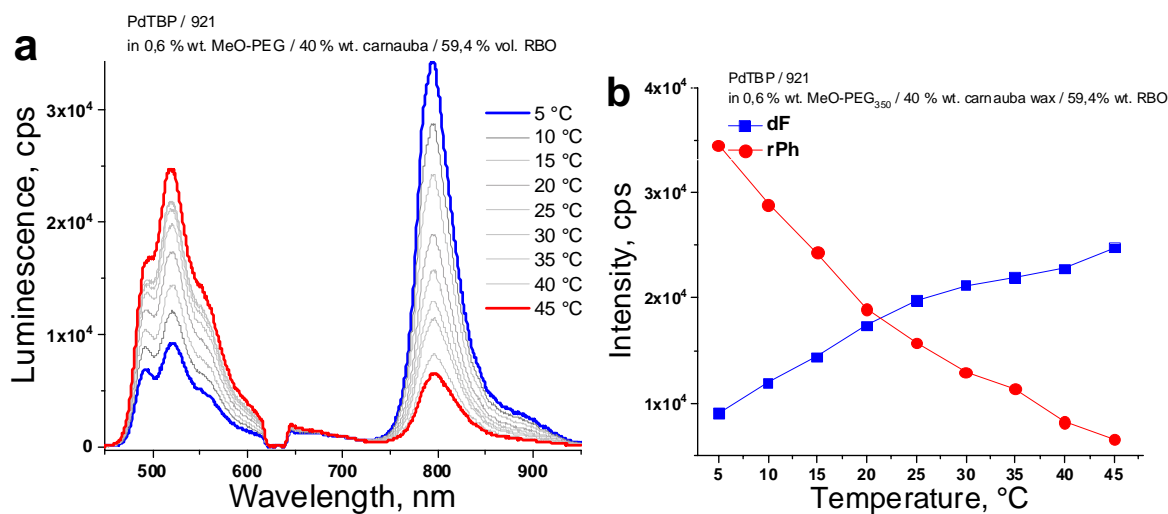 a
PdTBP / 921
in 0,6 % wt. MeO-PEG / 40 % wt. carnauba / 59,4 % vol. RBO
Luminescence, cps
3x10⁴
2x10⁴
1x10⁴
0
5 °C
10 °C
15 °C
20 °C
25 °C
30 °C
35 °C
40 °C
45 °C
500 600 700 800 900
Wavelength, nm
b
PdTBP / 921
in 0,6 % wt. MeO-PEG₃₅₀ / 40 % wt. carnauba wax / 59,4% wt. RBO
dF
rPh
Intensity, cps
4x10⁴
3x10⁴
2x10⁴
1x10⁴
5 10 15 20 25 30 35 40 45
Temperature, °C